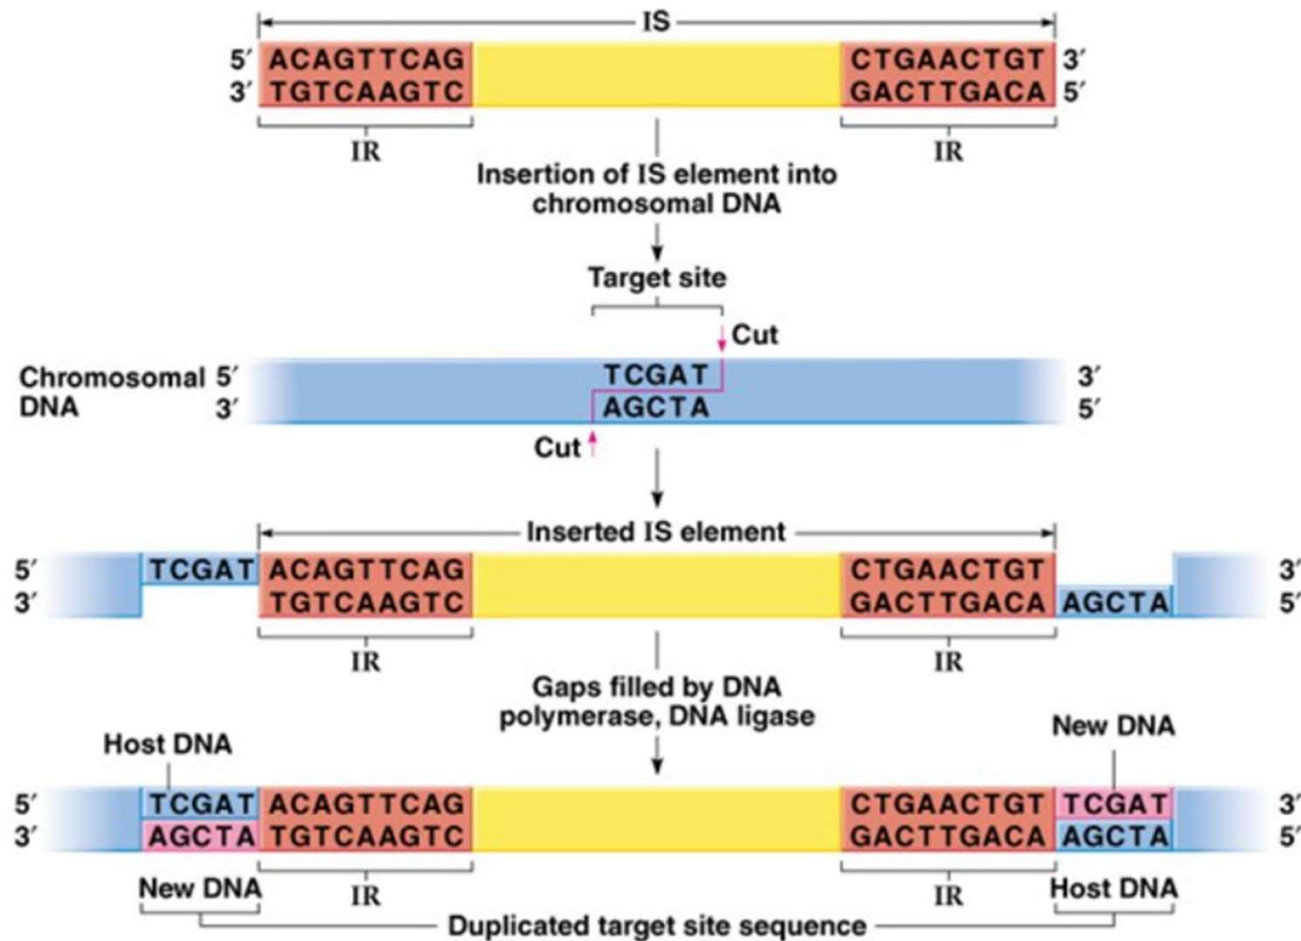 IS
5′ ACAGTTCAG CTGAACTGT 3′
3′ TGTCAAGTC GACTTGACA 5′
IR IR
Insertion of IS element into
chromosomal DNA
Target site
Cut
Chromosomal 5′ TCGAT 3′
DNA 3′ AGCTA 5′
Cut
Inserted IS element
5′ TCGAT ACAGTTCAG CTGAACTGT 3′
3′ TGTCAAGTC GACTTGACA AGCTA 5′
IR IR
Gaps filled by DNA
polymerase, DNA ligase
New DNA
Host DNA
5′ TCGAT ACAGTTCAG CTGAACTGT TCGAT 3′
3′ AGCTA TGTCAAGTC GACTTGACA AGCTA 5′
New DNA IR IR Host DNA
Duplicated target site sequence